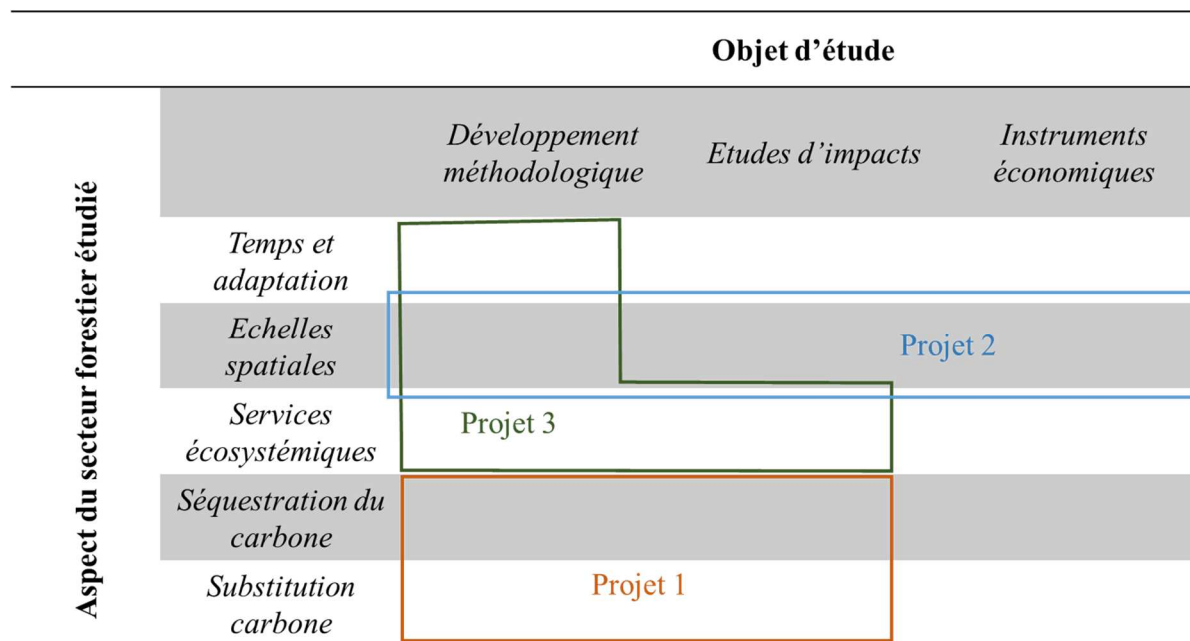 Objet d'étude
Développement
méthodologique
Etudes d'impacts
Instruments
économiques
Aspect du secteur forestier étudié
Temps et
adaptation
Echelles
spatiales
Projet 2
Services
écosystémiques
Projet 3
Séquestration du
carbone
Substitution
carbone
Projet 1